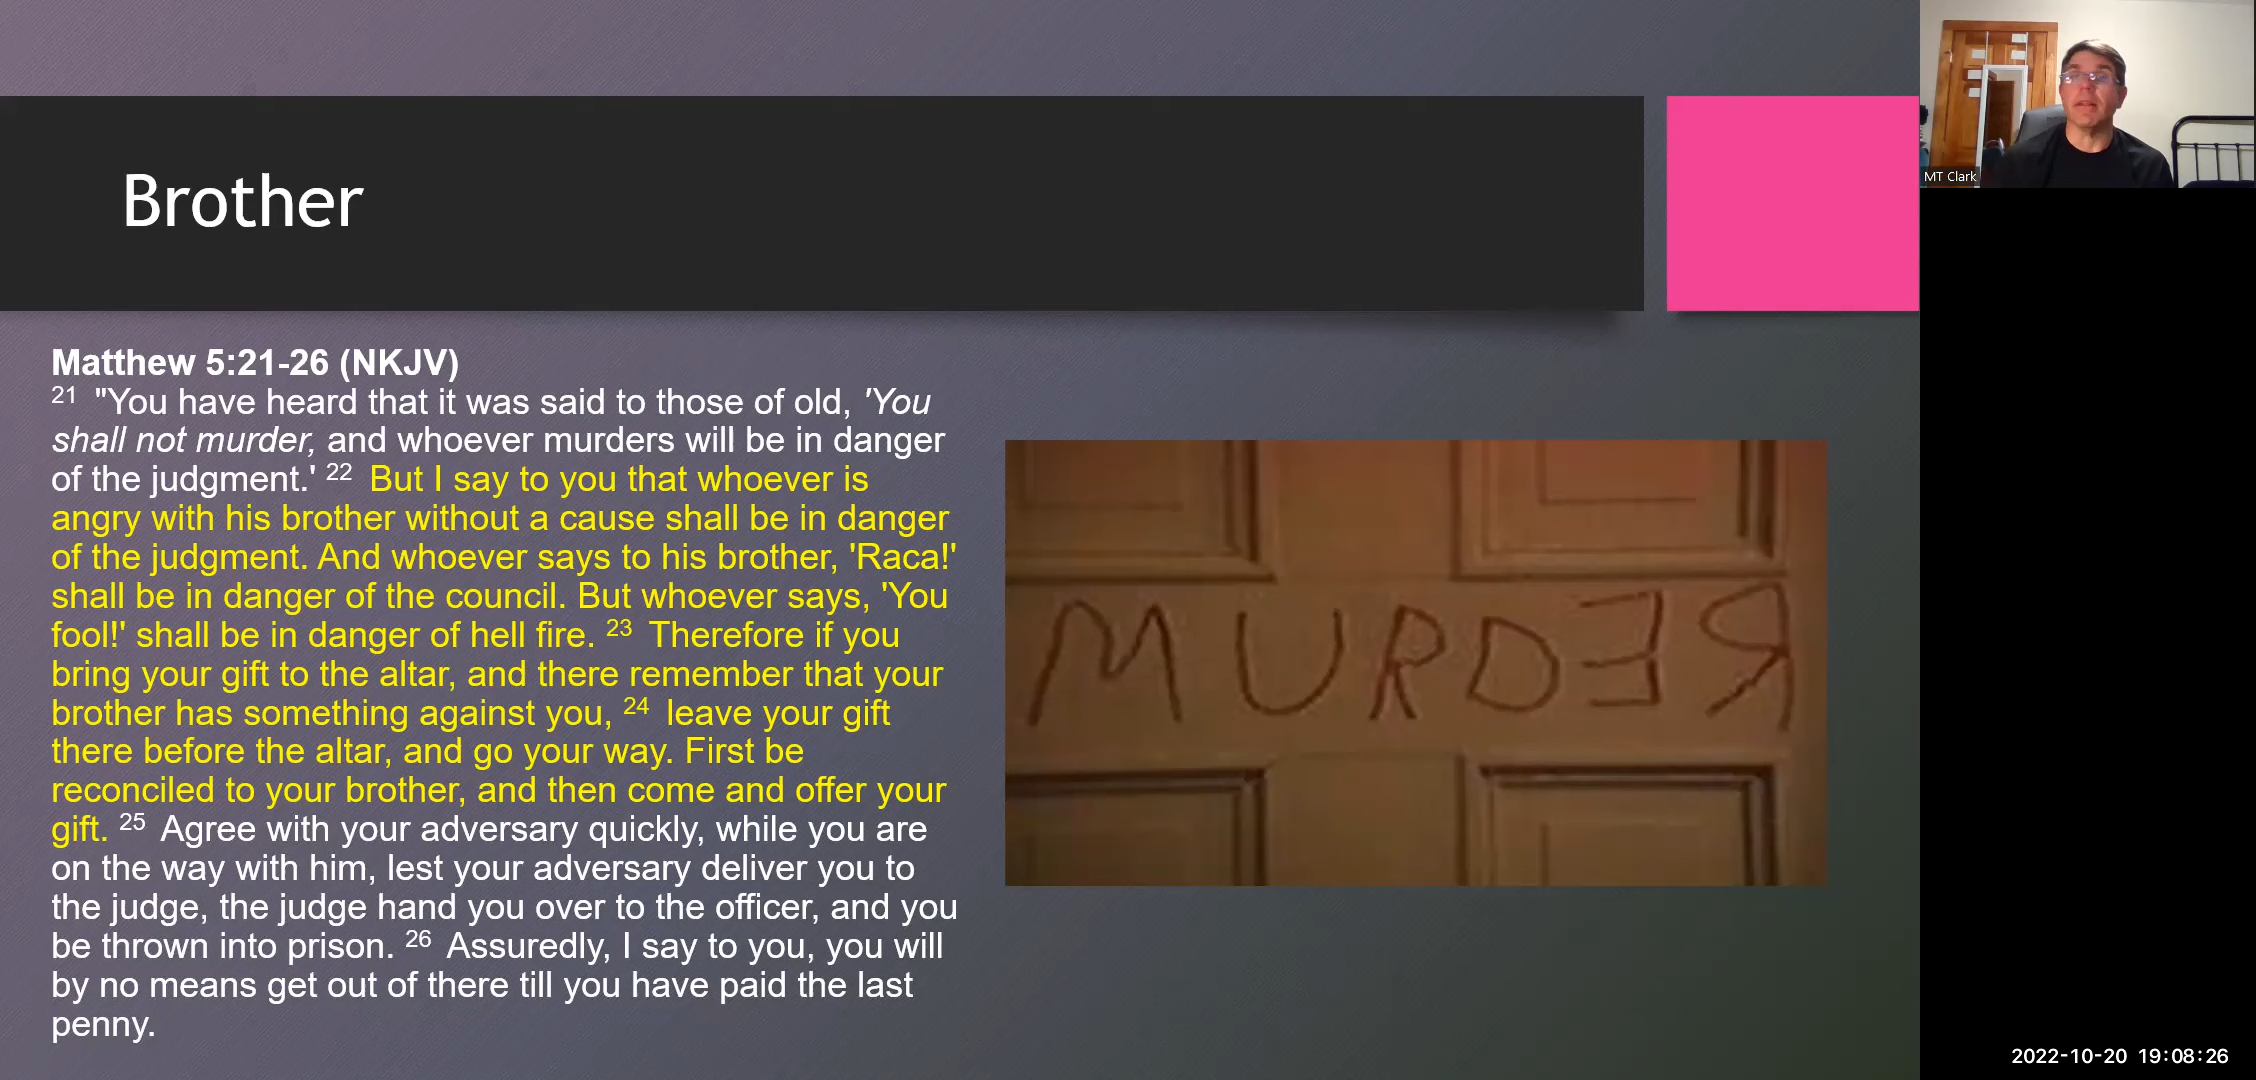 Brother
MT Clark
Matthew 5:21-26 (NKJV)
21 "You have heard that it was said to those of old, 'You
shall not murder, and whoever murders will be in danger
of the judgment.' 22 But I say to you that whoever is
angry with his brother without a cause shall be in danger
of the judgment. And whoever says to his brother, 'Raca!'
shall be in danger of the council. But whoever says, 'You
fool!' shall be in danger of hell fire. 23 Therefore if you
bring your gift to the altar, and there remember that your
brother has something against you, 24 leave your gift
there before the altar, and go your way. First be
reconciled to your brother, and then come and offer your
gift. 25 Agree with your adversary quickly, while you are
on the way with him, lest your adversary deliver you to
the judge, the judge hand you over to the officer, and you
be thrown into prison. 26 Assuredly, I say to you, you will
by no means get out of there till you have paid the last
penny.
MURDER
2022-10-20 19:08:26